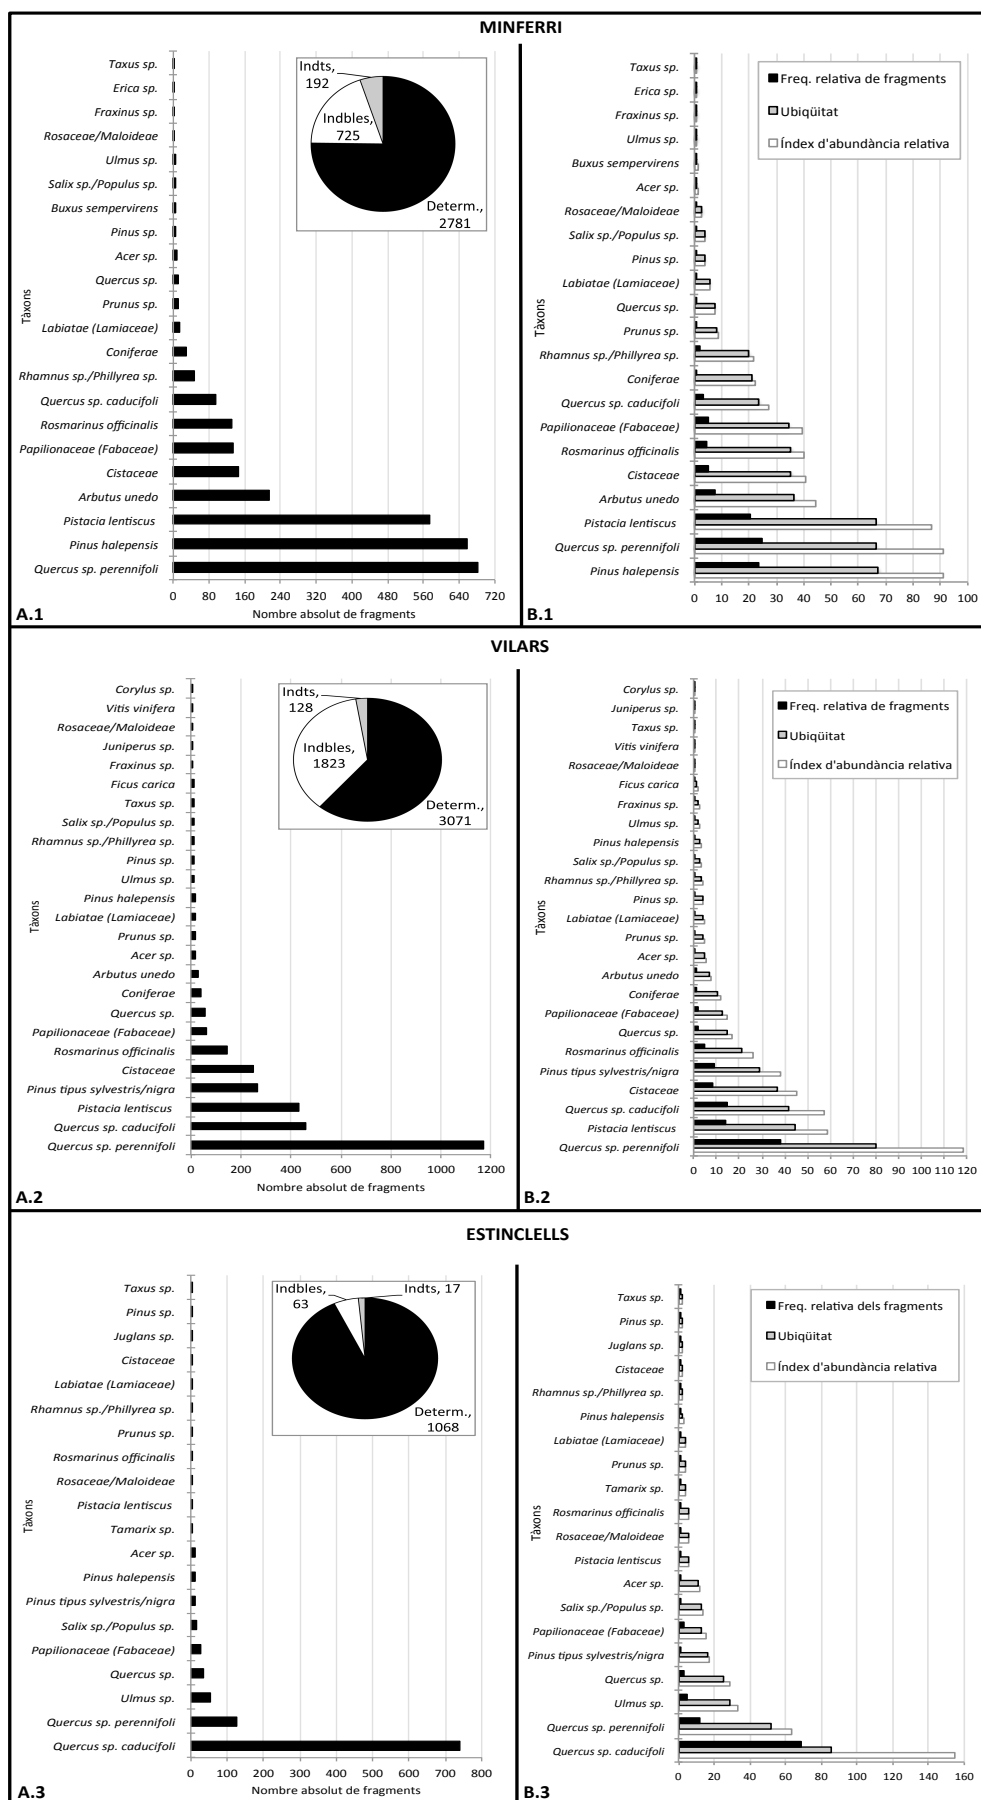 MINFERRI
Taxus sp.
Erica sp.
Fraxinus sp.
Rosaceae/Maloideae
Ulmus sp.
Salix sp./Populus sp.
Buxus sempervirens
Pinus sp.
Acer sp.
Quercus sp.
Prunus sp.
Labiatae (Lamiaceae)
Coniferae
Rhamnus sp./Phillyrea sp.
Quercus sp. caducifoli
Rosmarinus officinalis
Papilionaceae (Fabaceae)
Cistaceae
Arbutus unedo
Pistacia lentiscus
Pinus halepensis
Quercus sp. perennifoli
Tàxons
0 80 160 240 320 400 480 560 640 720
Nombre absolut de fragments
A.1
Indts,
192
Indbles,
725
Determ.,
2781
Taxus sp.
Erica sp.
Fraxinus sp.
Ulmus sp.
Buxus sempervirens
Acer sp.
Rosaceae/Maloideae
Salix sp./Populus sp.
Pinus sp.
Labiatae (Lamiaceae)
Quercus sp.
Prunus sp.
Rhamnus sp./Phillyrea sp.
Coniferae
Quercus sp. caducifoli
Papilionaceae (Fabaceae)
Rosmarinus officinalis
Cistaceae
Arbutus unedo
Pistacia lentiscus
Quercus sp. perennifoli
Pinus halepensis
Tàxons
0 10 20 30 40 50 60 70 80 90 100
B.1
Freq. relativa de fragments
Ubiqüitat
Índex d'abundància relativa
VILARS
Corylus sp.
Vitis vinifera
Rosaceae/Maloideae
Juniperus sp.
Fraxinus sp.
Ficus carica
Taxus sp.
Salix sp./Populus sp.
Rhamnus sp./Phillyrea sp.
Pinus sp.
Ulmus sp.
Pinus halepensis
Labiatae (Lamiaceae)
Prunus sp.
Acer sp.
Arbutus unedo
Coniferae
Quercus sp.
Papilionaceae (Fabaceae)
Rosmarinus officinalis
Cistaceae
Pinus tipus sylvestris/nigra
Pistacia lentiscus
Quercus sp. caducifoli
Quercus sp. perennifoli
Tàxons
0 200 400 600 800 1000 1200
Nombre absolut de fragments
A.2
Indts,
128
Indbles,
1823
Determ.,
3071
Corylus sp.
Juniperus sp.
Taxus sp.
Vitis vinifera
Rosaceae/Maloideae
Ficus carica
Fraxinus sp.
Ulmus sp.
Pinus halepensis
Salix sp./Populus sp.
Rhamnus sp./Phillyrea sp.
Pinus sp.
Labiatae (Lamiaceae)
Prunus sp.
Acer sp.
Arbutus unedo
Coniferae
Papilionaceae (Fabaceae)
Quercus sp.
Rosmarinus officinalis
Pinus tipus sylvestris/nigra
Cistaceae
Quercus sp. caducifoli
Pistacia lentiscus
Quercus sp. perennifoli
Tàxons
0 10 20 30 40 50 60 70 80 90 100 110 120
B.2
Freq. relativa de fragments
Ubiqüitat
Índex d'abundància relativa
ESTINCLELLS
Taxus sp.
Pinus sp.
Juglans sp.
Cistaceae
Labiatae (Lamiaceae)
Rhamnus sp./Phillyrea sp.
Prunus sp.
Rosmarinus officinalis
Rosaceae/Maloideae
Pistacia lentiscus
Tamarix sp.
Acer sp.
Pinus halepensis
Pinus tipus sylvestris/nigra
Salix sp./Populus sp.
Papilionaceae (Fabaceae)
Quercus sp.
Ulmus sp.
Quercus sp. perennifoli
Quercus sp. caducifoli
Tàxons
0 100 200 300 400 500 600 700 800
Nombre absolut de fragments
A.3
Indbles,
63
Indts, 17
Determ.,
1068
Taxus sp.
Pinus sp.
Juglans sp.
Cistaceae
Rhamnus sp./Phillyrea sp.
Pinus halepensis
Labiatae (Lamiaceae)
Prunus sp.
Tamarix sp.
Rosmarinus officinalis
Rosaceae/Maloideae
Pistacia lentiscus
Acer sp.
Salix sp./Populus sp.
Papilionaceae (Fabaceae)
Pinus tipus sylvestris/nigra
Quercus sp.
Ulmus sp.
Quercus sp. perennifoli
Quercus sp. caducifoli
Tàxons
0 20 40 60 80 100 120 140 160
B.3
Freq. relativa dels fragments
Ubiqüitat
Índex d'abundància relativa